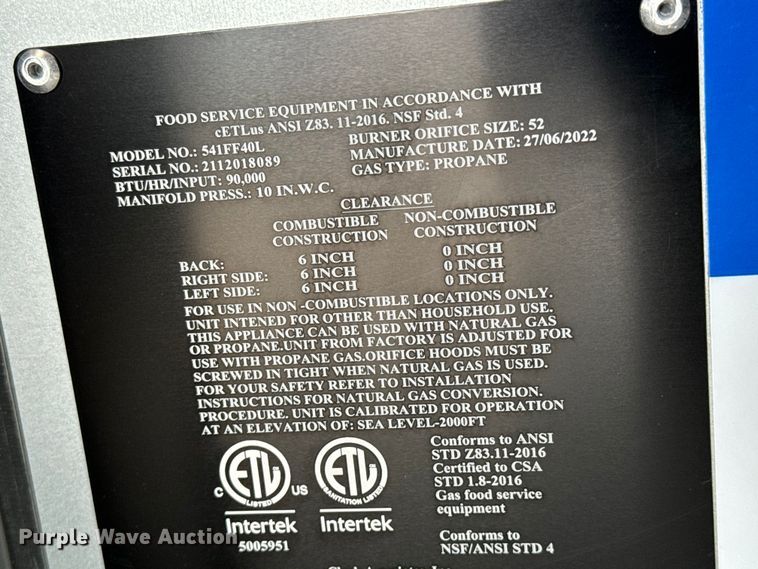 FOOD SERVICE EQUIPMENT IN ACCORDANCE WITH
cETLus ANSI Z83. 11-2016. NSF Std. 4
MODEL NO.: 541FF40L BURNER ORIFICE SIZE: 52
SERIAL NO.: 2112018089 MANUFACTURE DATE: 27/06/2022
BTU/HR/INPUT: 90,000 GAS TYPE: PROPANE
MANIFOLD PRESS.: 10 IN.W.C.
CLEARANCE
COMBUSTIBLE NON-COMBUSTIBLE
CONSTRUCTION CONSTRUCTION
BACK: 6 INCH 0 INCH
RIGHT SIDE: 6 INCH 0 INCH
LEFT SIDE: 6 INCH 0 INCH
FOR USE IN NON -COMBUSTIBLE LOCATIONS ONLY.
UNIT INTENED FOR OTHER THAN HOUSEHOLD USE.
THIS APPLIANCE CAN BE USED WITH NATURAL GAS
OR PROPANE.UNIT FROM FACTORY IS ADJUSTED FOR
USE WITH PROPANE GAS.ORIFICE HOODS MUST BE
SCREWED IN TIGHT WHEN NATURAL GAS IS USED.
FOR YOUR SAFETY REFER TO INSTALLATION
INSTRUCTIONS FOR NATURAL GAS CONVERSION.
PROCEDURE. UNIT IS CALIBRATED FOR OPERATION
AT AN ELEVATION OF: SEA LEVEL-2000FT
ETL
LISTED
C US
Intertek
5005951
ETL
SANITATION LISTED
Intertek
Conforms to ANSI
STD Z83.11-2016
Certified to CSA
STD 1.8-2016
Gas food service
equipment
Conforms to
NSF/ANSI STD 4
Purple Wave Auction